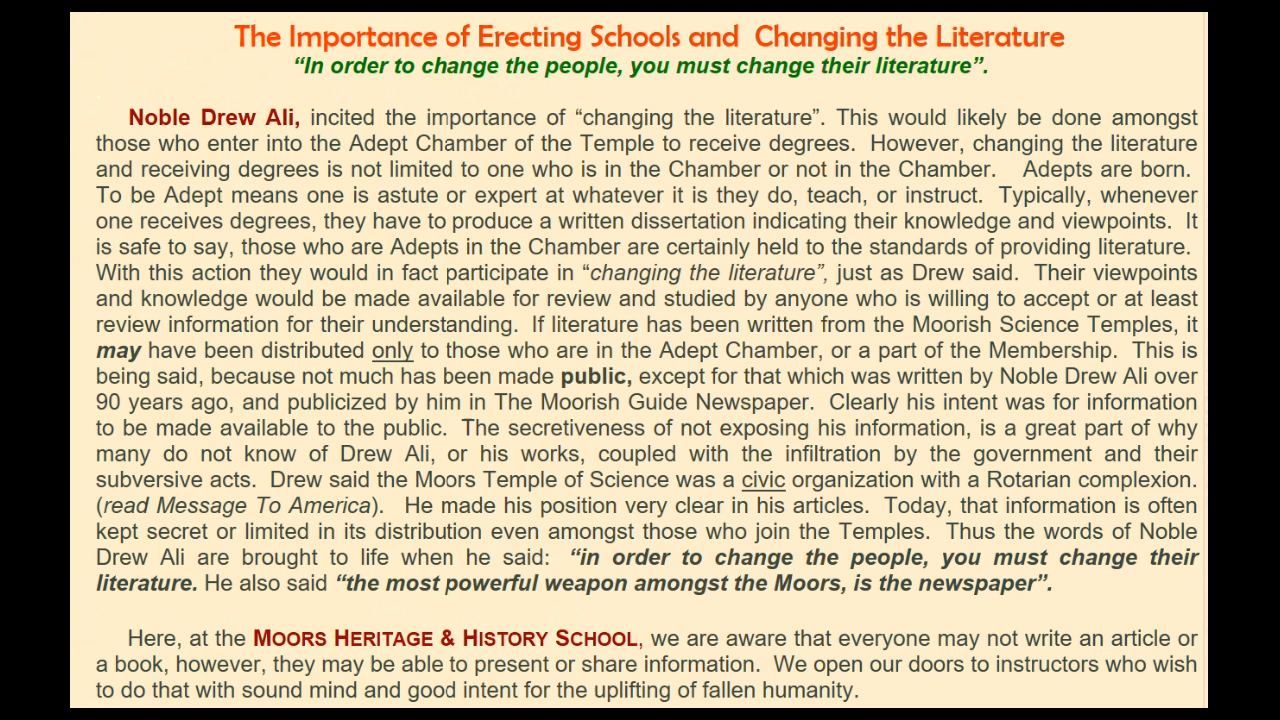 The Importance of Erecting Schools and  Changing the Literature
“In order to change the people, you must change their literature”.
Noble Drew Ali, incited the importance of “changing the literature”. This would likely be done amongst
those who enter into the Adept Chamber of the Temple to receive degrees.  However, changing the literature
and receiving degrees is not limited to one who is in the Chamber or not in the Chamber.    Adepts are born.
To be Adept means one is astute or expert at whatever it is they do, teach, or instruct.  Typically, whenever
one receives degrees, they have to produce a written dissertation indicating their knowledge and viewpoints.  It
is safe to say, those who are Adepts in the Chamber are certainly held to the standards of providing literature.
With this action they would in fact participate in “changing the literature”, just as Drew said.  Their viewpoints
and knowledge would be made available for review and studied by anyone who is willing to accept or at least
review information for their understanding.  If literature has been written from the Moorish Science Temples, it
may have been distributed only to those who are in the Adept Chamber, or a part of the Membership.  This is
being said, because not much has been made public, except for that which was written by Noble Drew Ali over
90 years ago, and publicized by him in The Moorish Guide Newspaper.  Clearly his intent was for information
to be made available to the public.  The secretiveness of not exposing his information, is a great part of why
many do not know of Drew Ali, or his works, coupled with the infiltration by the government and their
subversive acts.  Drew said the Moors Temple of Science was a civic organization with a Rotarian complexion.
(read Message To America).   He made his position very clear in his articles.  Today, that information is often
kept secret or limited in its distribution even amongst those who join the Temples.  Thus the words of Noble
Drew Ali are brought to life when he said:  “in order to change the people, you must change their
literature. He also said “the most powerful weapon amongst the Moors, is the newspaper”.
Here, at the MOORS HERITAGE & HISTORY SCHOOL, we are aware that everyone may not write an article or
a book, however, they may be able to present or share information.  We open our doors to instructors who wish
to do that with sound mind and good intent for the uplifting of fallen humanity.